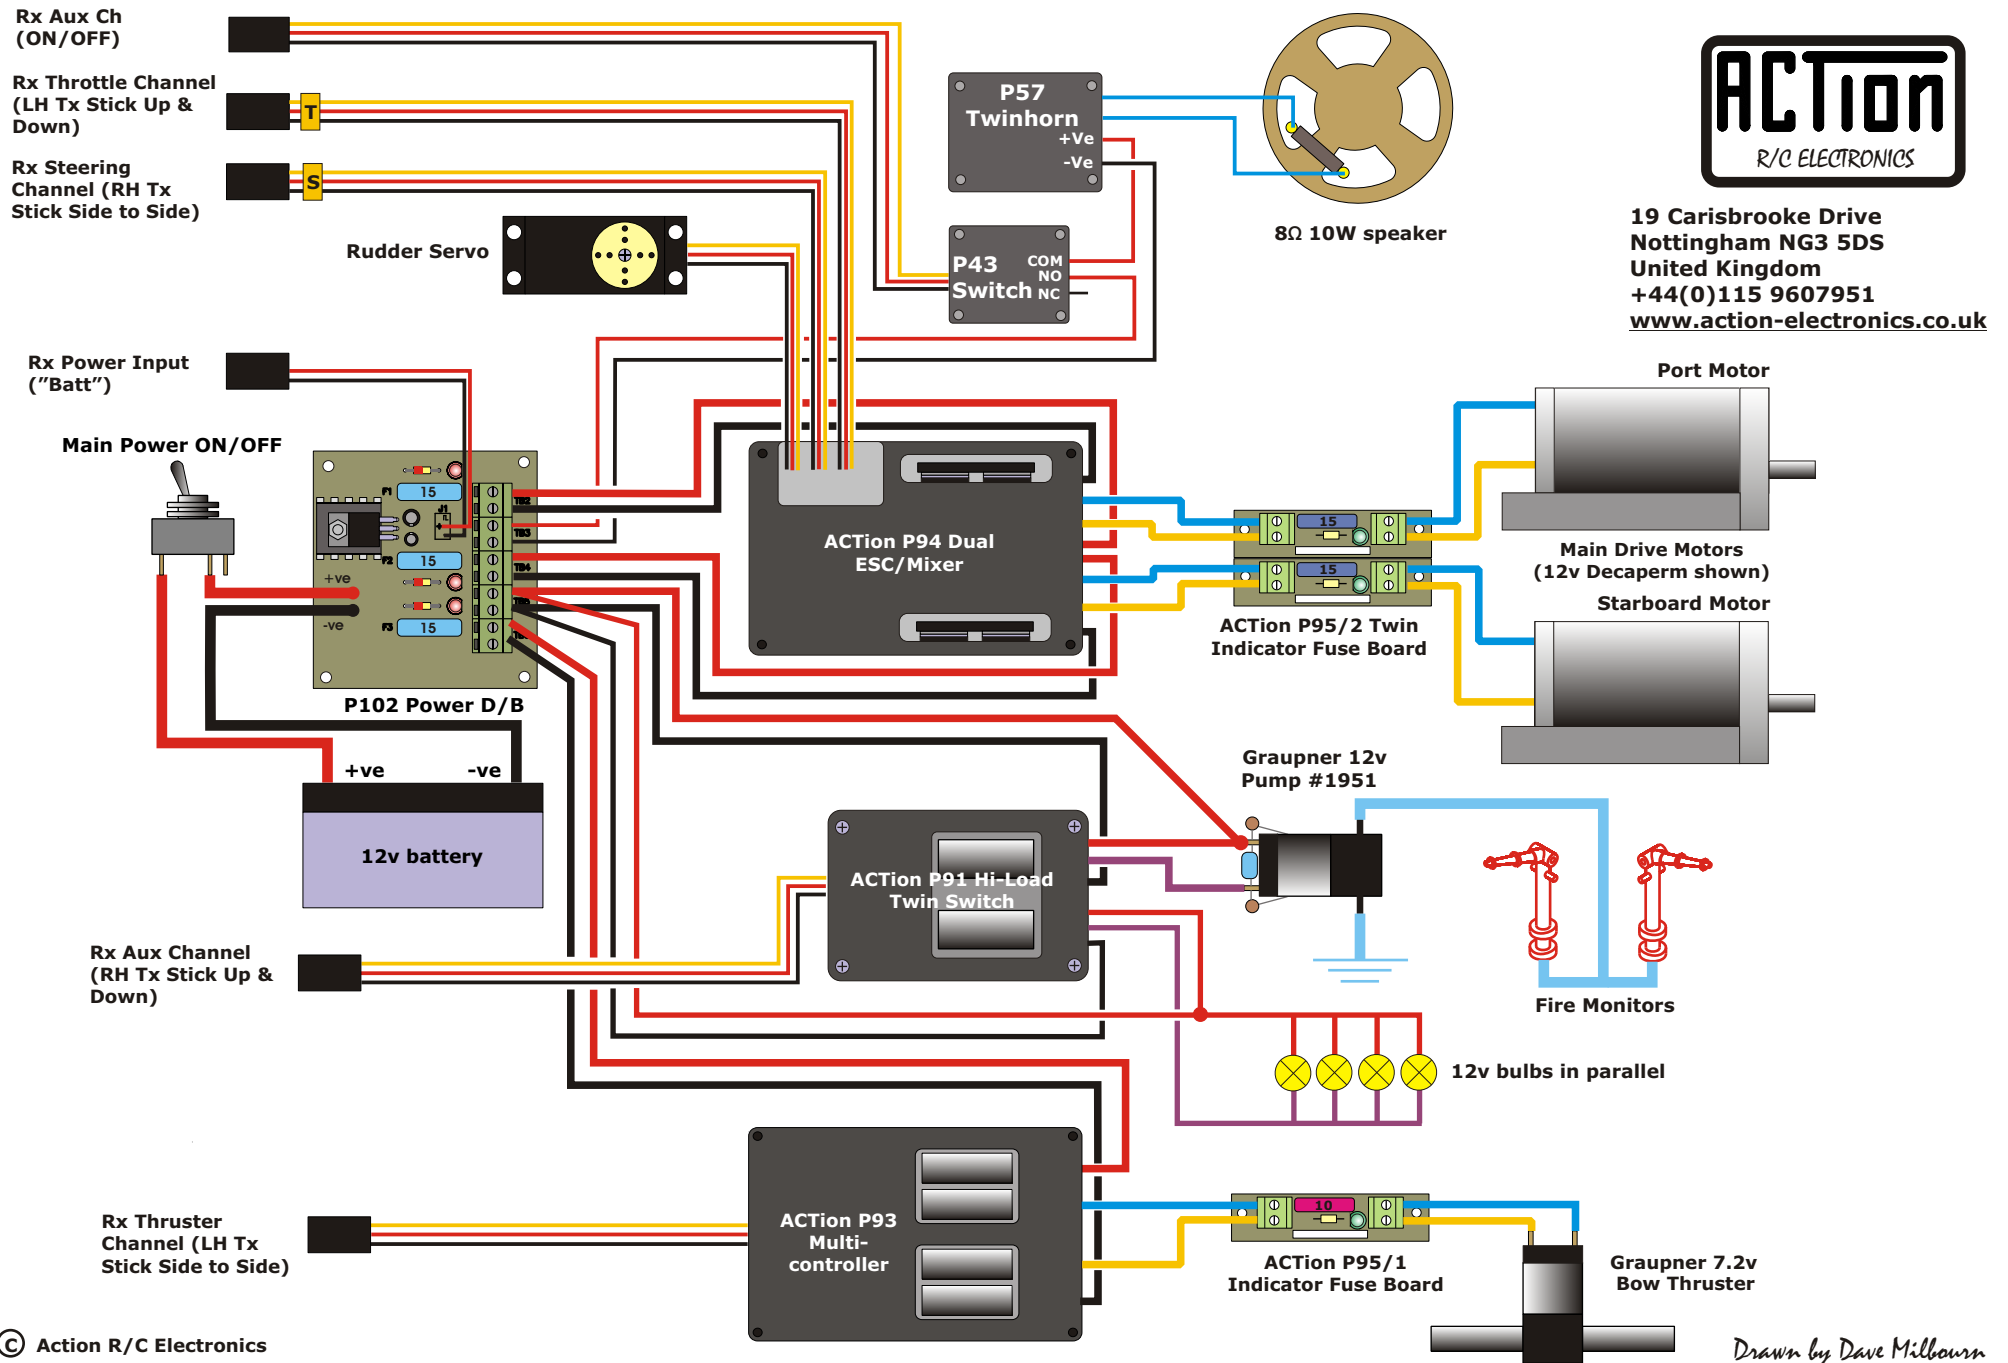 Rx Aux Ch
(ON/OFF)
Rx Throttle Channel
(LH Tx Stick Up &
Down)
T
Rx Steering
Channel (RH Tx
Stick Side to Side)
S
Rudder Servo
P57
Twinhorn
+Ve
-Ve
P43
Switch
COM
NO
NC
8Ω 10W speaker
ACTion
R/C ELECTRONICS
19 Carisbrooke Drive
Nottingham NG3 5DS
United Kingdom
+44(0)115 9607951
www.action-electronics.co.uk
Rx Power Input
(”Batt”)
Main Power ON/OFF
F1
15
J1
+
F2
15
+ve
-ve
F3
15
TB2
TB3
TB4
TB5
P102 Power D/B
+ve
-ve
12v battery
ACTion P94 Dual
ESC/Mixer
15
15
ACTion P95/2 Twin
Indicator Fuse Board
Port Motor
Main Drive Motors
(12v Decaperm shown)
Starboard Motor
Graupner 12v
Pump #1951
ACTion P91 Hi-Load
Twin Switch
Fire Monitors
Rx Aux Channel
(RH Tx Stick Up &
Down)
12v bulbs in parallel
Rx Thruster
Channel (LH Tx
Stick Side to Side)
ACTion P93
Multi-
controller
10
ACTion P95/1
Indicator Fuse Board
Graupner 7.2v
Bow Thruster
© Action R/C Electronics
Drawn by Dave Milbourn